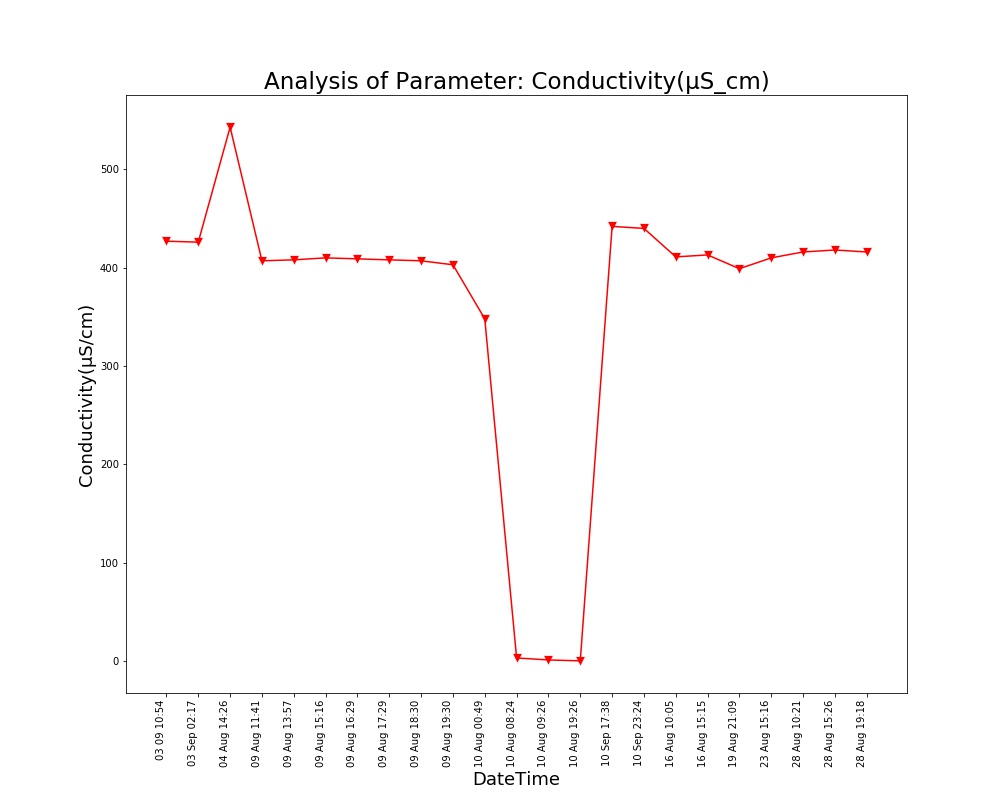 Analysis of Parameter: Conductivity(µS_cm)
Conductivity(µS/cm)
500
400
300
200
100
0
03 09 10:54
03 Sep 02:17
04 Aug 14:26
09 Aug 11:41
09 Aug 13:57
09 Aug 15:16
09 Aug 16:29
09 Aug 17:29
09 Aug 18:30
09 Aug 19:30
10 Aug 00:49
10 Aug 08:24
10 Aug 09:26
10 Aug 19:26
10 Sep 17:38
10 Sep 23:24
16 Aug 10:05
16 Aug 15:15
19 Aug 21:09
23 Aug 15:16
28 Aug 10:21
28 Aug 15:26
28 Aug 19:18
DateTime